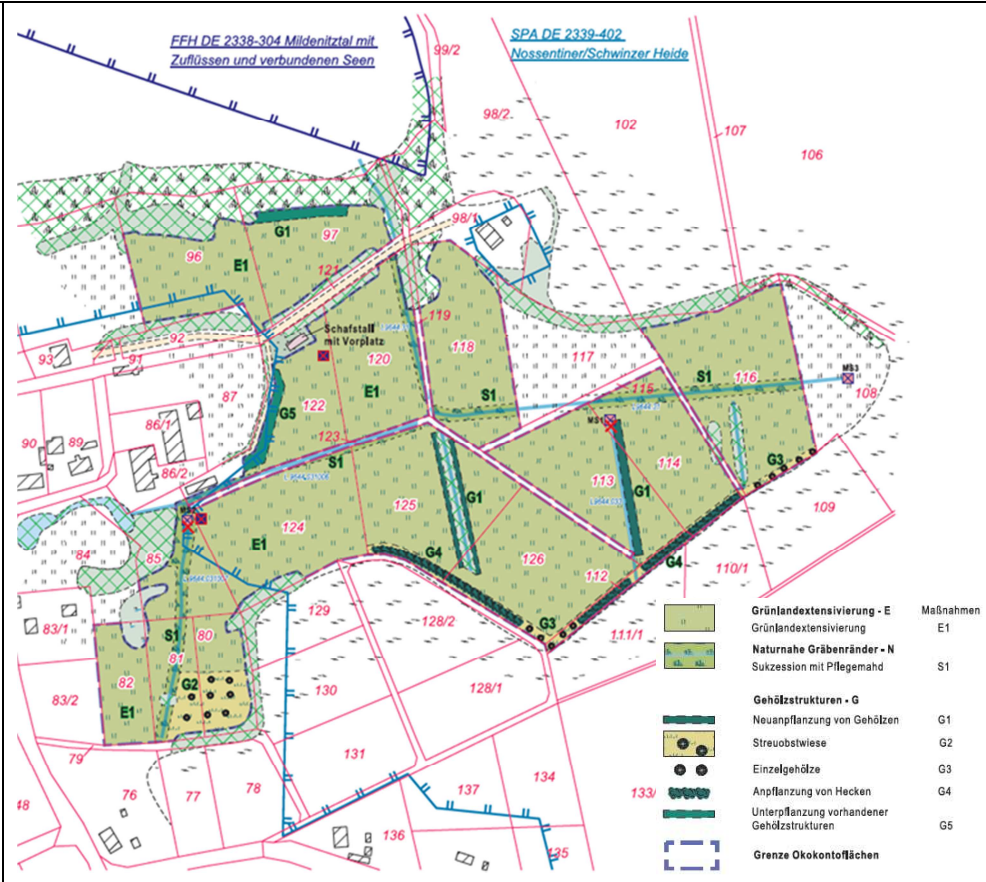 FFH DE 2338-304 Mildenitztal mit
Zuflüssen und verbundenen Seen
SPA DE 2339-402
Nossentiner/Schwinzer Heide
99/2
98/2
102
107
106
98/1
G1
97
96
E1
121
119
118
92
93
91
Schafstall
mit Vorplatz
120
117
S1
116
115
MS3
108
87
122
E1
S1
G5
86/1
90
89
123
MS1
114
113
G3
86/2
S1
G1
G1
125
109
MS2
124
E1
84
85
G4
126
G4
110/1
112
129
128/2
G3
111/1
83/1
S1
80
81
82
G2
E1
83/2
130
128/1
131
79
78
76
77
48
134
137
133/
136
135
Grünlandextensivierung - E
Maßnahmen
Grünlandextensivierung
E1
Naturnahe Gräbenränder - N
Sukzession mit Pflegemahd
S1
Gehölzstrukturen - G
Neuanpflanzung von Gehölzen
G1
Streuobstwiese
G2
Einzelgehölze
G3
Anpflanzung von Hecken
G4
Unterpflanzung vorhandener
Gehölzstrukturen
G5
Grenze Okokontoflächen